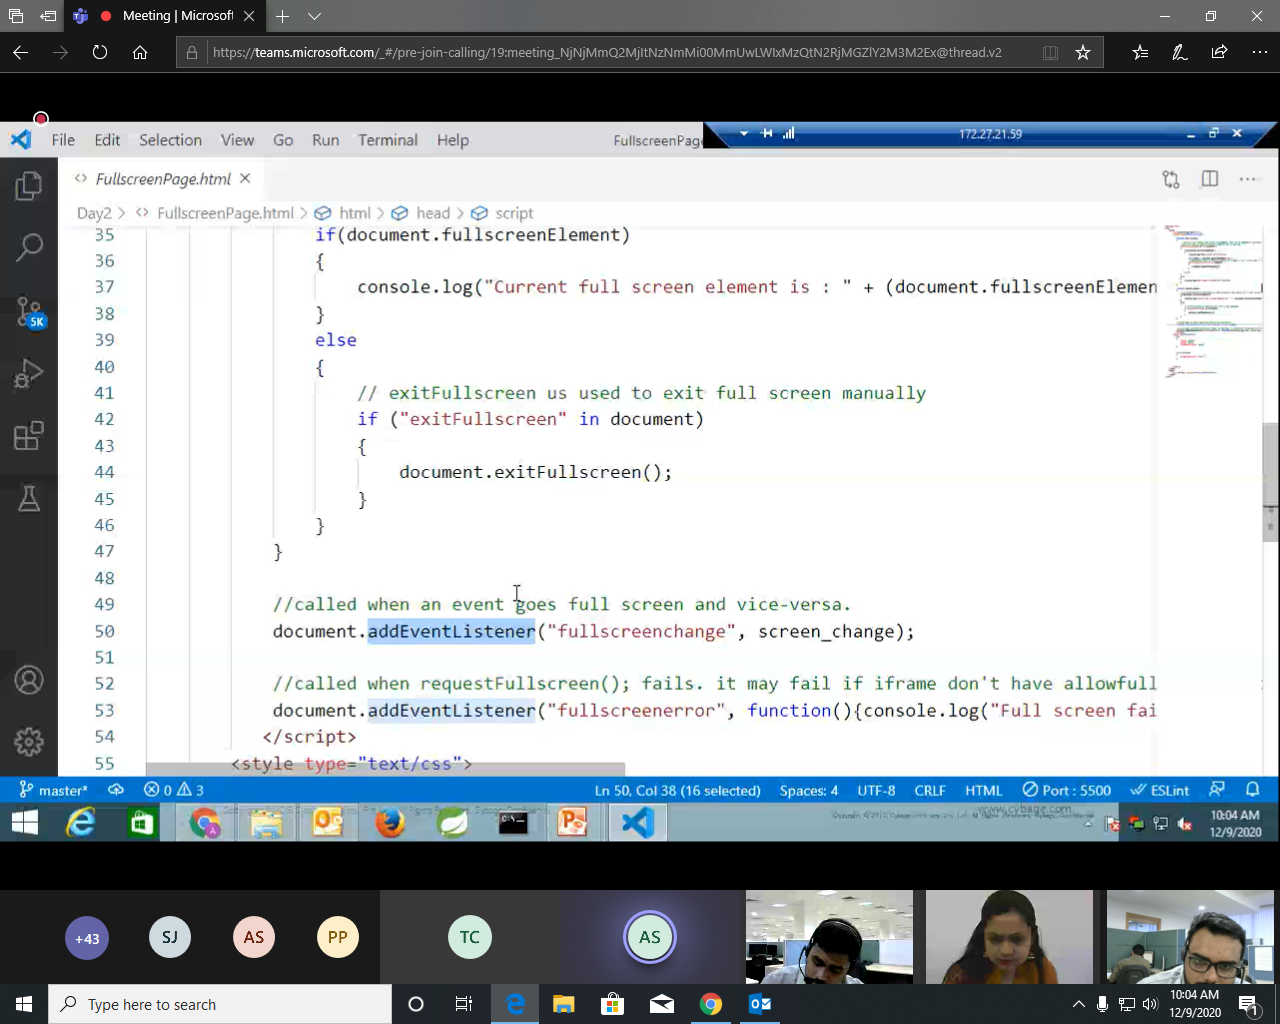 Meeting | Microsoft
https://teams.microsoft.com/_#/pre-join-calling/19:meeting_NjNjMmQ2MjItNzNmMi00MmUwLWIxMzQtN2RjMGZlY2M3M2Ex@thread.v2
File Edit Selection View Go Run Terminal Help FullscreenPag 172.27.21.59
FullscreenPage.html
Day2 > FullscreenPage.html > html > head > script
35 if(document.fullscreenElement)
36 {
37 console.log("Current full screen element is : " + (document.fullscreenElemen
38 }
39 else
40 {
41 // exitFullscreen us used to exit full screen manually
42 if ("exitFullscreen" in document)
43 {
44 document.exitFullscreen();
45 }
46 }
47 }
48
49 //called when an event goes full screen and vice-versa.
50 document.addEventListener("fullscreenchange", screen_change);
51
52 //called when requestFullscreen(); fails. it may fail if iframe don't have allowfull
53 document.addEventListener("fullscreenerror", function(){console.log("Full screen fai
54 </script>
55 <style type="text/css">
5K
master* 0 3 Ln 50, Col 38 (16 selected) Spaces: 4 UTF-8 CRLF HTML Port : 5500 ESLint
www.cybage.com
10:04 AM
12/9/2020
+43 SJ AS PP TC AS
Type here to search
10:04 AM
12/9/2020
1